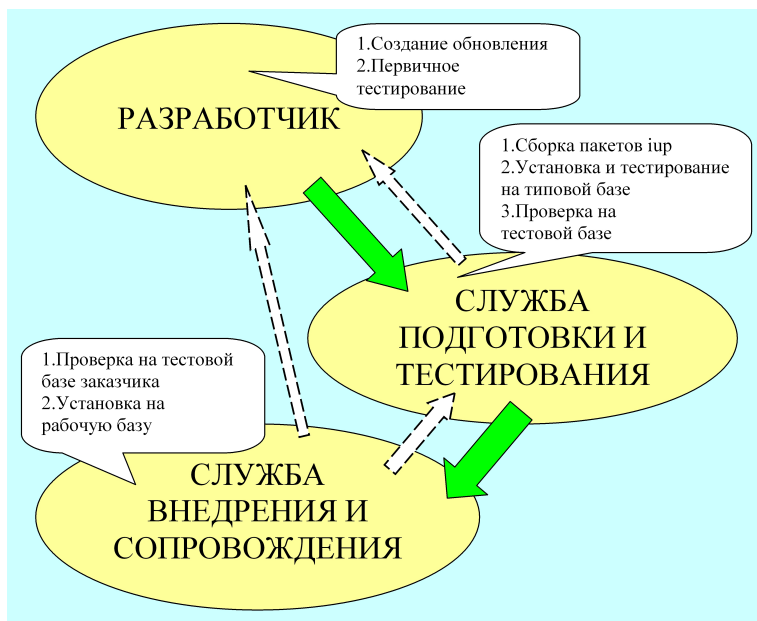 1.Создание обновления
2.Первичное
тестирование
РАЗРАБОТЧИК
1.Сборка пакетов iup
2.Установка и тестирование
на типовой базе
3.Проверка на
тестовой базе
СЛУЖБА
ПОДГОТОВКИ И
ТЕСТИРОВАНИЯ
1.Проверка на тестовой
базе заказчика
2.Установка на
рабочую базу
СЛУЖБА
ВНЕДРЕНИЯ И
СОПРОВОЖДЕНИЯ